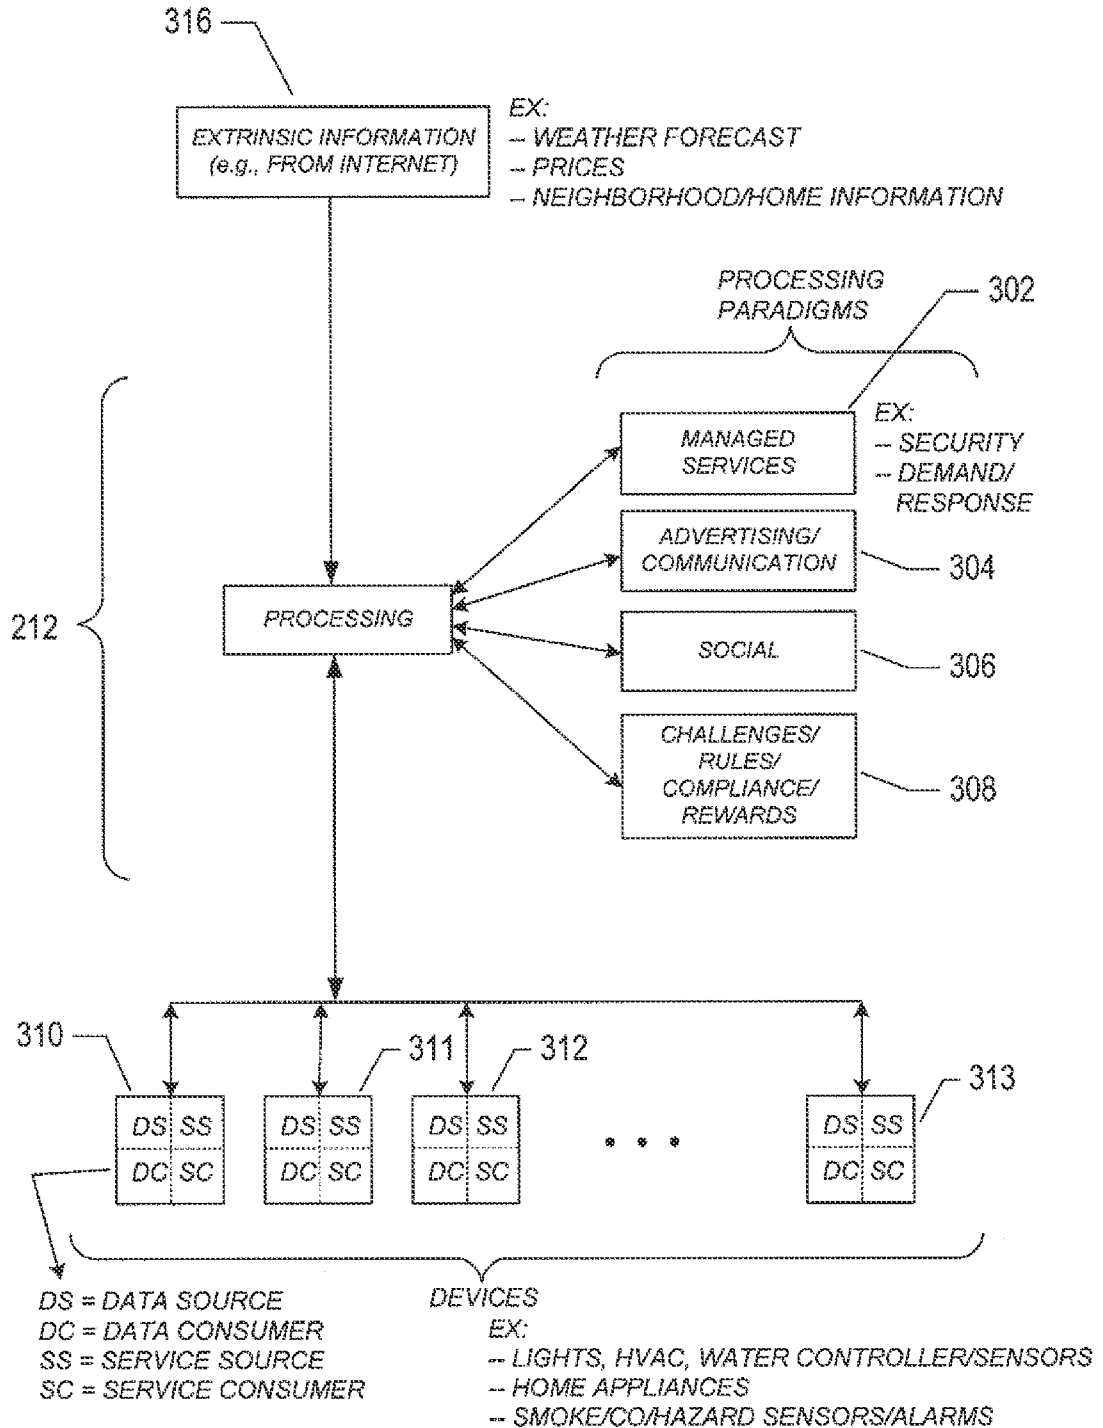 316
EXTRINSIC INFORMATION
(e.g., FROM INTERNET)
EX:
-- WEATHER FORECAST
-- PRICES
-- NEIGHBORHOOD/HOME INFORMATION
PROCESSING
PARADIGMS
302
MANAGED
SERVICES
EX:
-- SECURITY
-- DEMAND/
RESPONSE
ADVERTISING/
COMMUNICATION
304
212
PROCESSING
SOCIAL
306
CHALLENGES/
RULES/
COMPLIANCE/
REWARDS
308
310
311
312
313
DS SS
DC SC
DS SS
DC SC
DS SS
DC SC
• • •
DS SS
DC SC
DS = DATA SOURCE
DC = DATA CONSUMER
SS = SERVICE SOURCE
SC = SERVICE CONSUMER
DEVICES
EX:
-- LIGHTS, HVAC, WATER CONTROLLER/SENSORS
-- HOME APPLIANCES
-- SMOKE/CO/HAZARD SENSORS/ALARMS